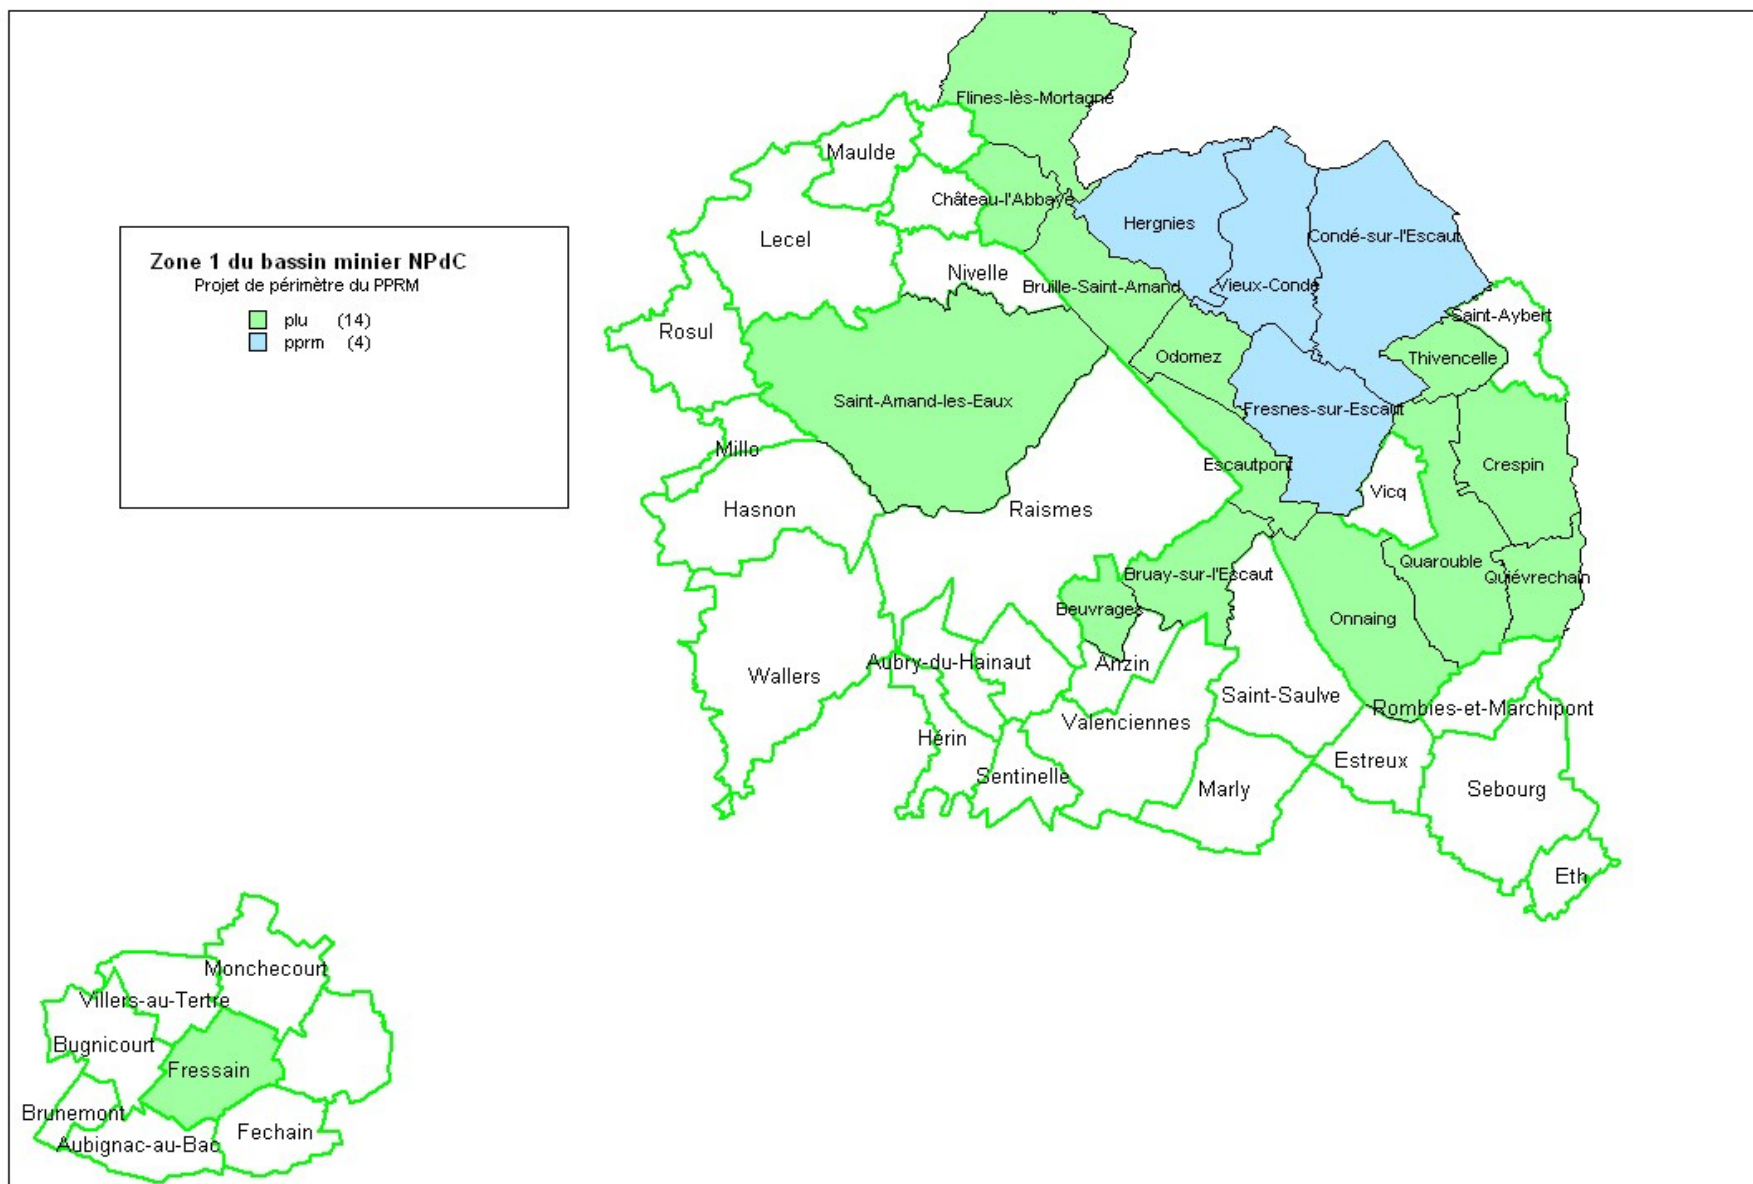 Flines-lès-Mortagne
Maulde
Château-l'Abbaye
Hergnies
Condé-sur-l'Escaut
Lecel
Zone 1 du bassin minier NPdC
Projet de périmètre du PPRM
plu (14)
pprm (4)
Nivelle
Bruille-Saint-Amand
Vieux-Condé
Saint-Aybert
Rosul
Odomez
Thivencelle
Saint-Amand-les-Eaux
Fresnes-sur-Escaut
Millo
Escautpont
Crespin
Vicq
Hasnon
Raismes
Quarouble
Bruay-sur-l'Escaut
Quiévrechain
Beuvrages
Onnaing
Aubry-du-Hainaut
Anzin
Wallers
Saint-Saulve
Rombies-et-Marchipont
Valenciennes
Hérin
Estreux
Sentinelle
Marly
Sebourg
Eth
Monchecourt
Villers-au-Tertre
Bugnicourt
Fressain
Brunemont
Fechain
Aubignac-au-Bac